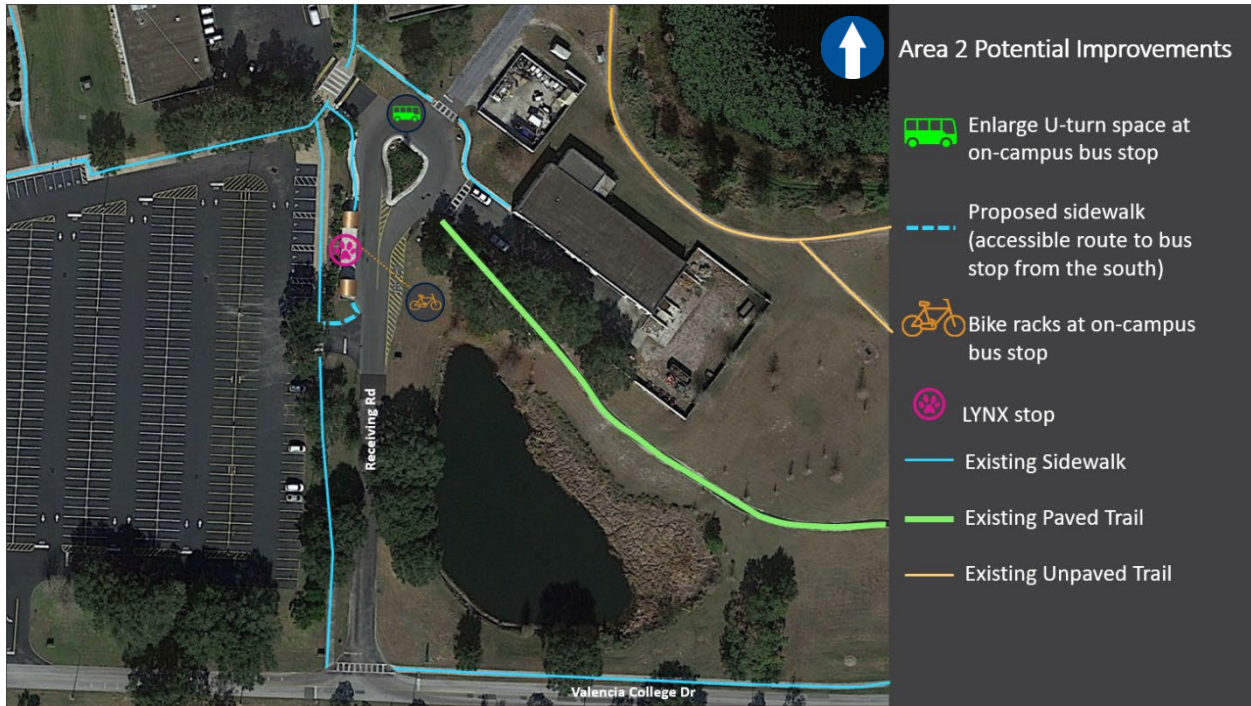 Area 2 Potential Improvements
Enlarge U-turn space at
on-campus bus stop
Proposed sidewalk
(accessible route to bus
stop from the south)
Bike racks at on-campus
bus stop
LYNX stop
Existing Sidewalk
Existing Paved Trail
Existing Unpaved Trail
Receiving Rd
Valencia College Dr